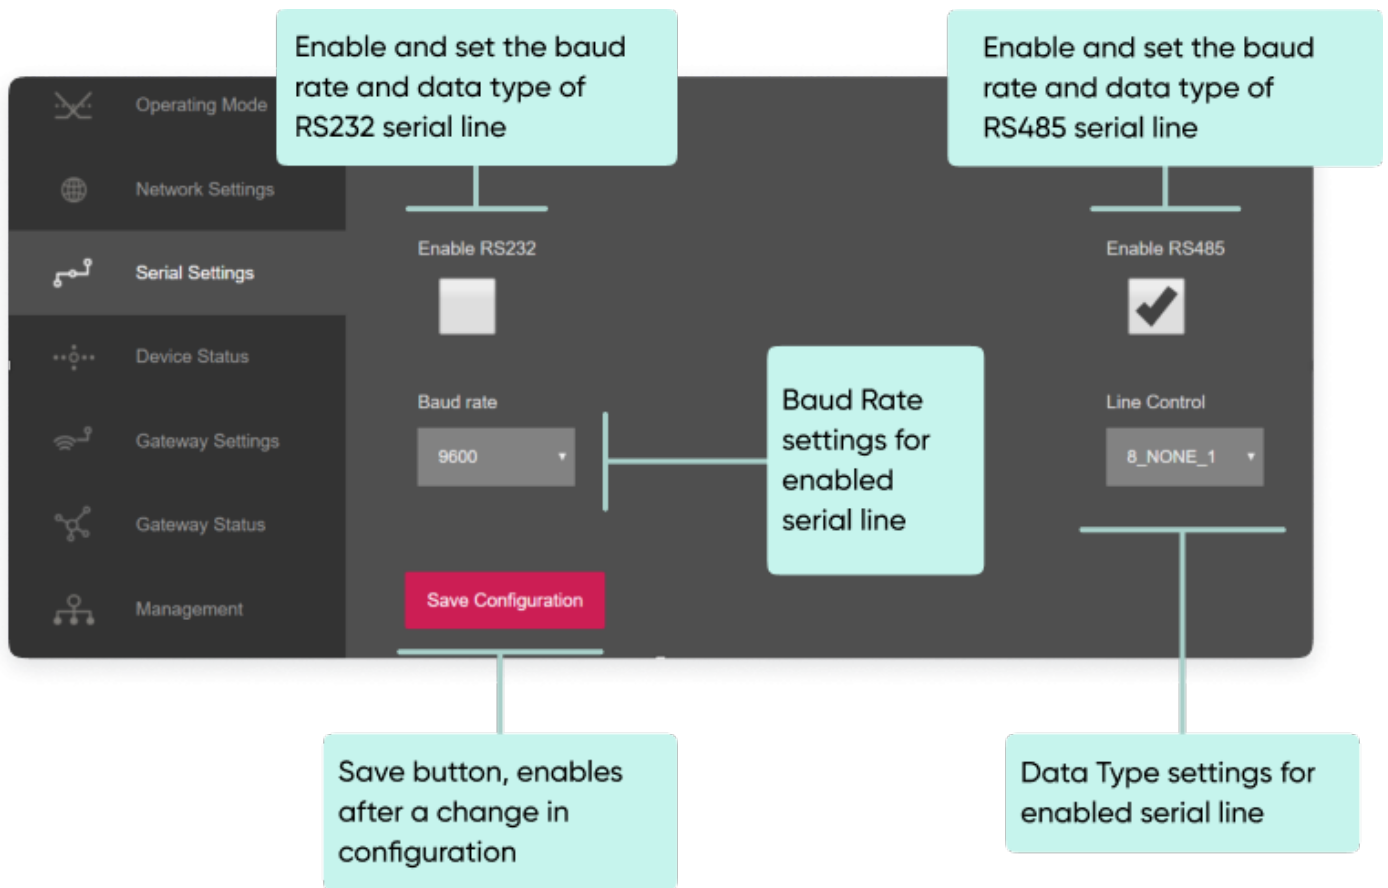 Enable and set the baud
rate and data type of
RS232 serial line
Enable and set the baud
rate and data type of
RS485 serial line
Operating Mode
Network Settings
Serial Settings
Device Status
Gateway Settings
Gateway Status
Management
Enable RS232
Enable RS485
Baud rate
9600
Baud Rate
settings for
enabled
serial line
Line Control
8_NONE_1
Save Configuration
Save button, enables
after a change in
configuration
Data Type settings for
enabled serial line